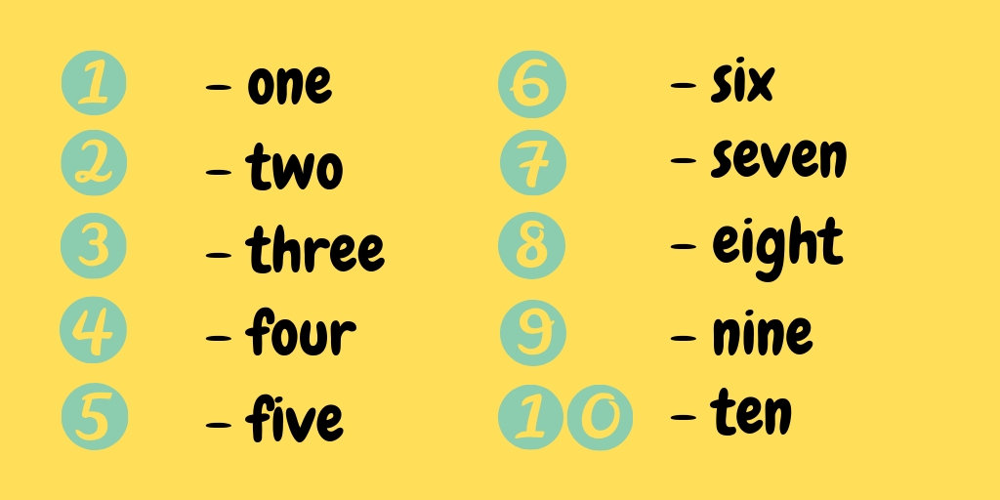 1 - one
2 - two
3 - three
4 - four
5 - five
6 - six
7 - seven
8 - eight
9 - nine
10 - ten